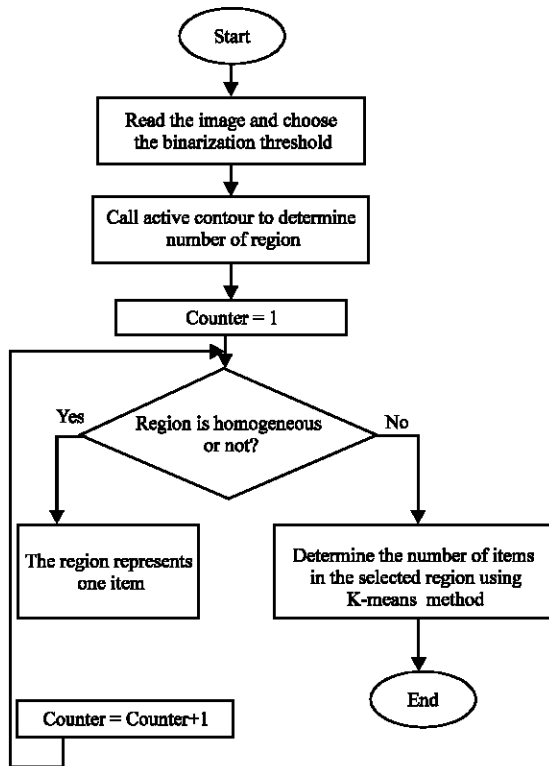 Start
Read the image and choose
the binarization threshold
Call active contour to determine
number of region
Counter = 1
Yes
Region is homogeneous
or not?
No
The region represents
one item
Determine the number of items
in the selected region using
K-means method
End
Counter = Counter+1